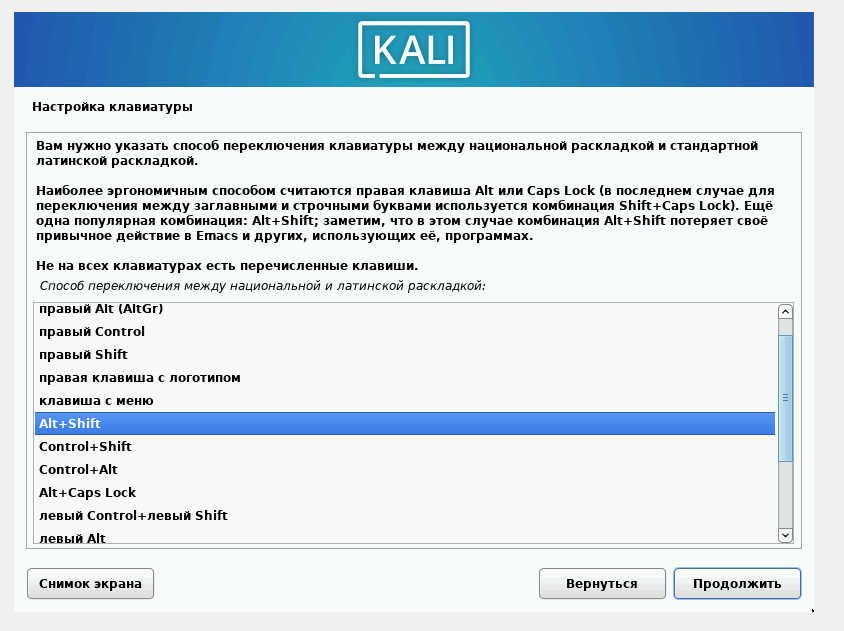 KALI
Настройка клавиатуры
Вам нужно указать способ переключения клавиатуры между национальной раскладкой и стандартной
латинской раскладкой.
Наиболее эргономичным способом считаются правая клавиша Alt или Caps Lock (в последнем случае для
переключения между заглавными и строчными буквами используется комбинация Shift+Caps Lock). Ещё
одна популярная комбинация: Alt+Shift; заметим, что в этом случае комбинация Alt+Shift потеряет своё
привычное действие в Emacs и других, использующих её, программах.
Не на всех клавиатурах есть перечисленные клавиши.
Способ переключения между национальной и латинской раскладкой:
правый Alt (AltGr)
правый Control
правый Shift
правая клавиша с логотипом
клавиша с меню
Alt+Shift
Control+Shift
Control+Alt
Alt+Caps Lock
левый Control+левый Shift
левый Alt
Снимок экрана
Вернуться
Продолжить